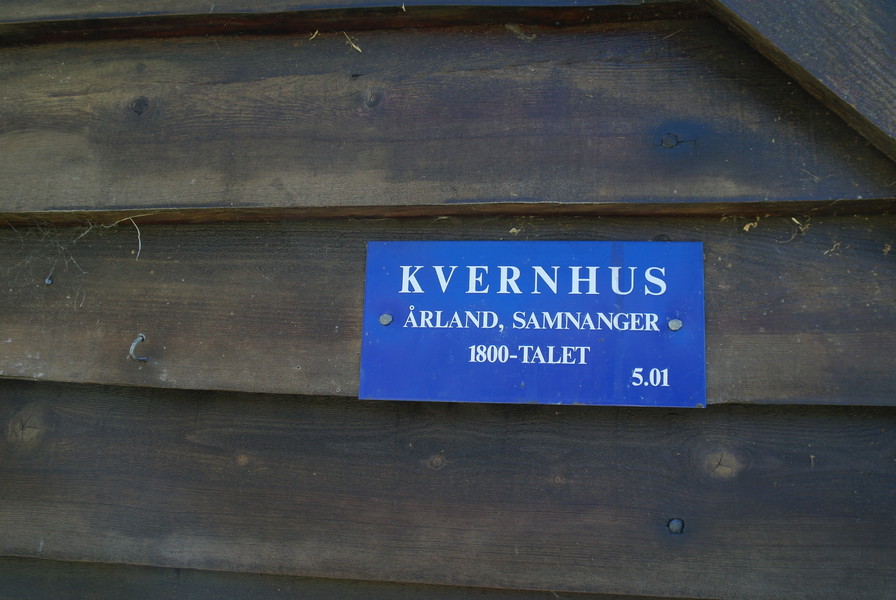 KVERNHUS
ÅRLAND, SAMNANGER
1800-TALET
5.01